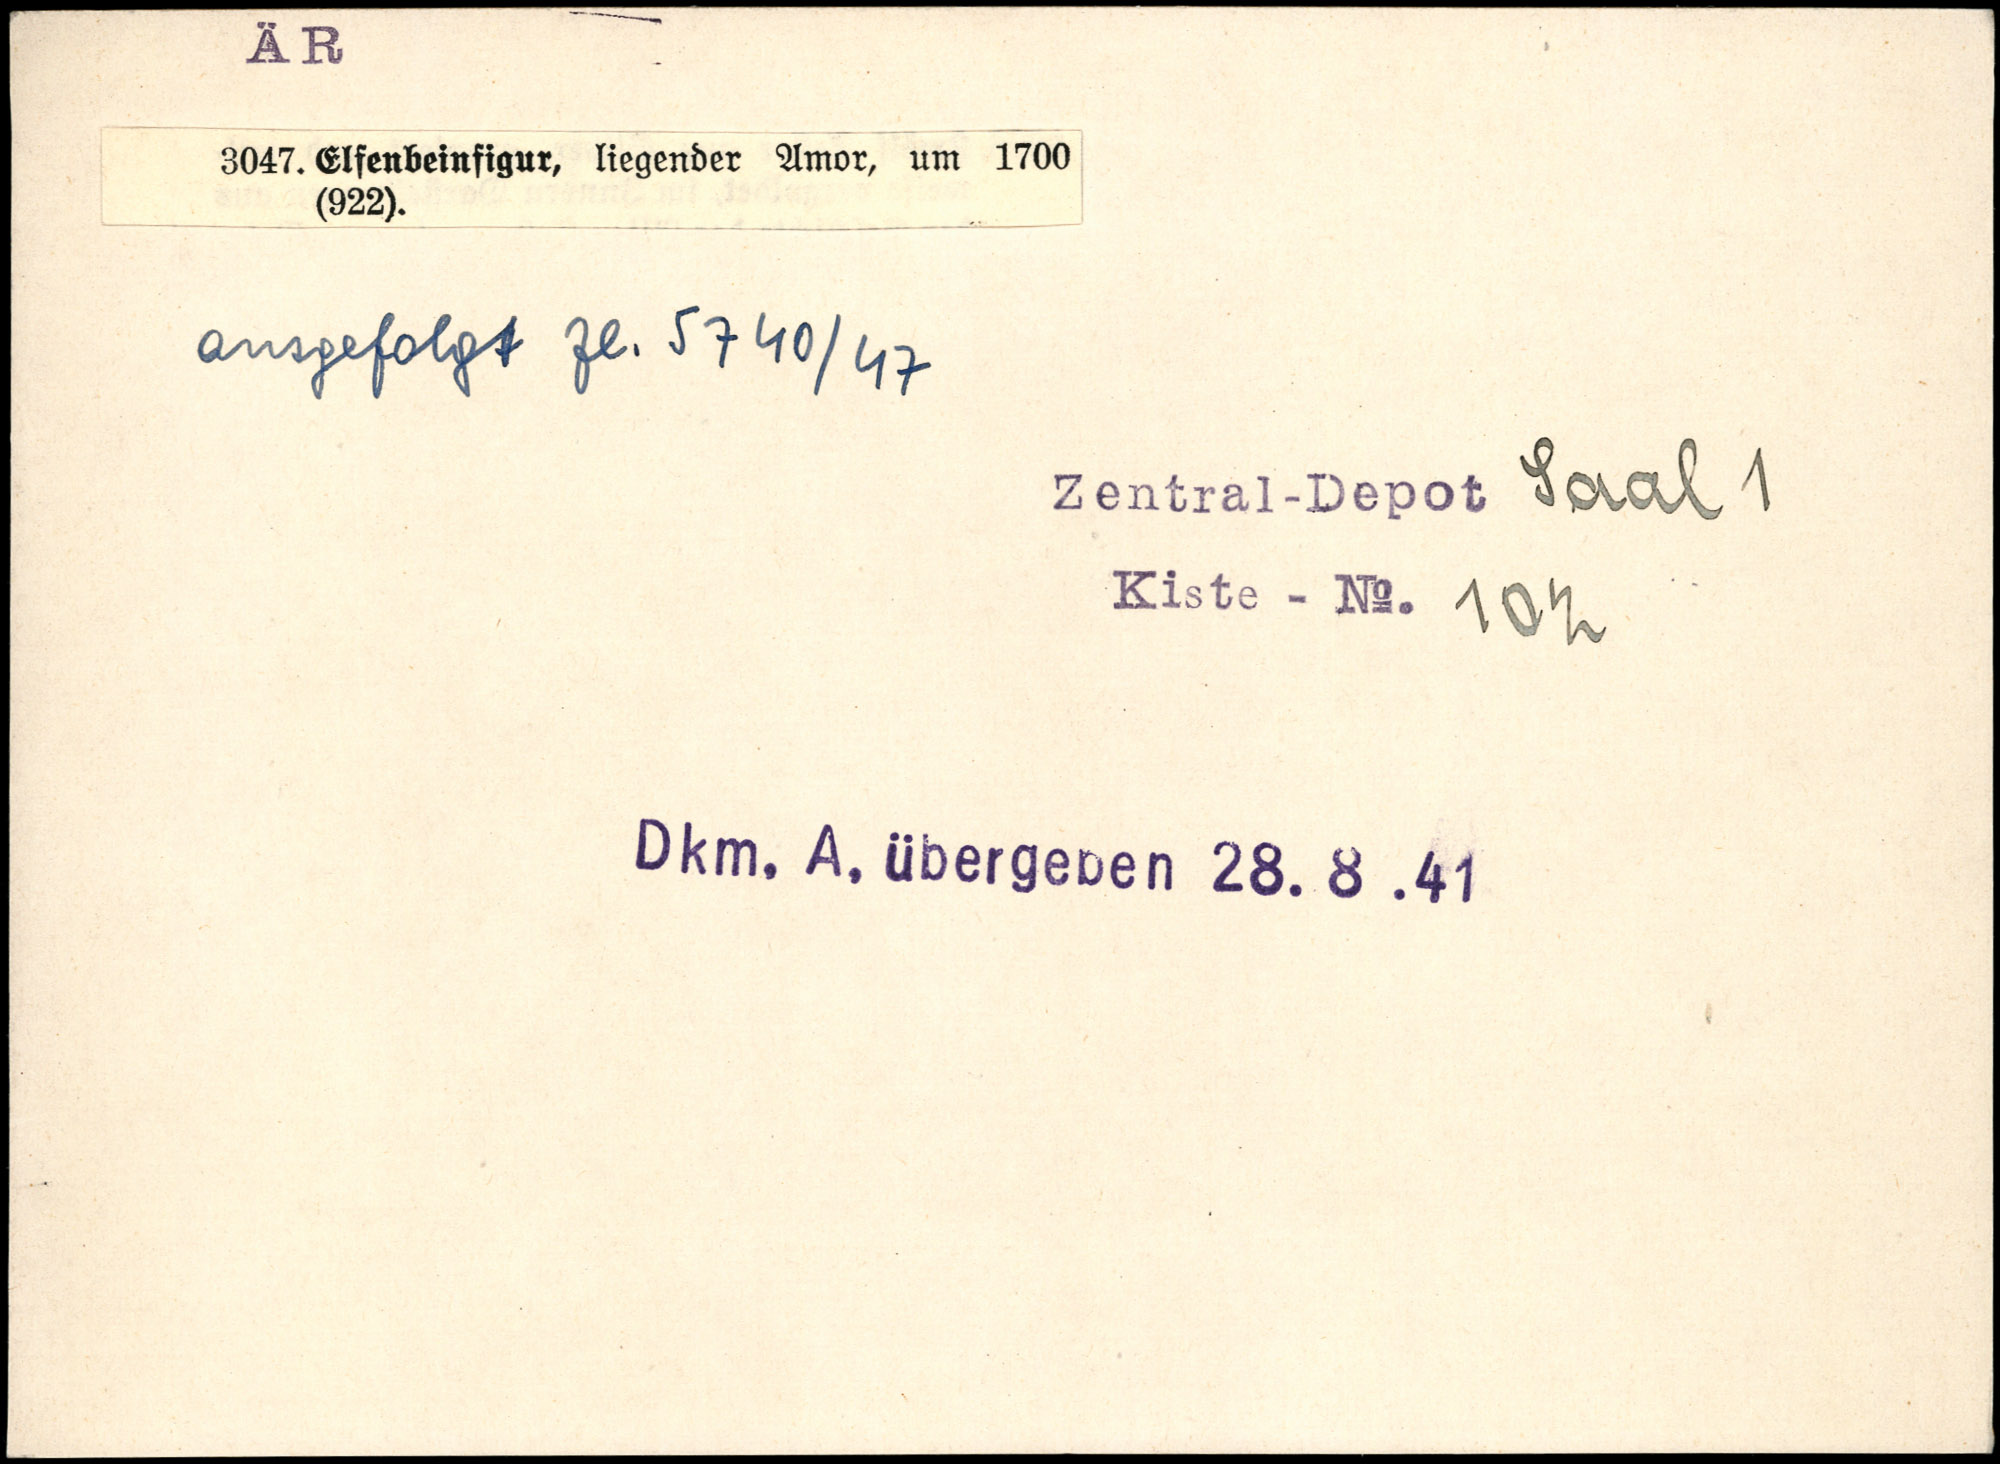 ÄR
3047. Elfenbeinfigur, liegender Amor, um 1700
(922).
ausgefolgt Zl. 5740/47
Zentral-Depot Saal 1
Kiste - №. 102
Dkm. A. übergeben 28. 8 .41